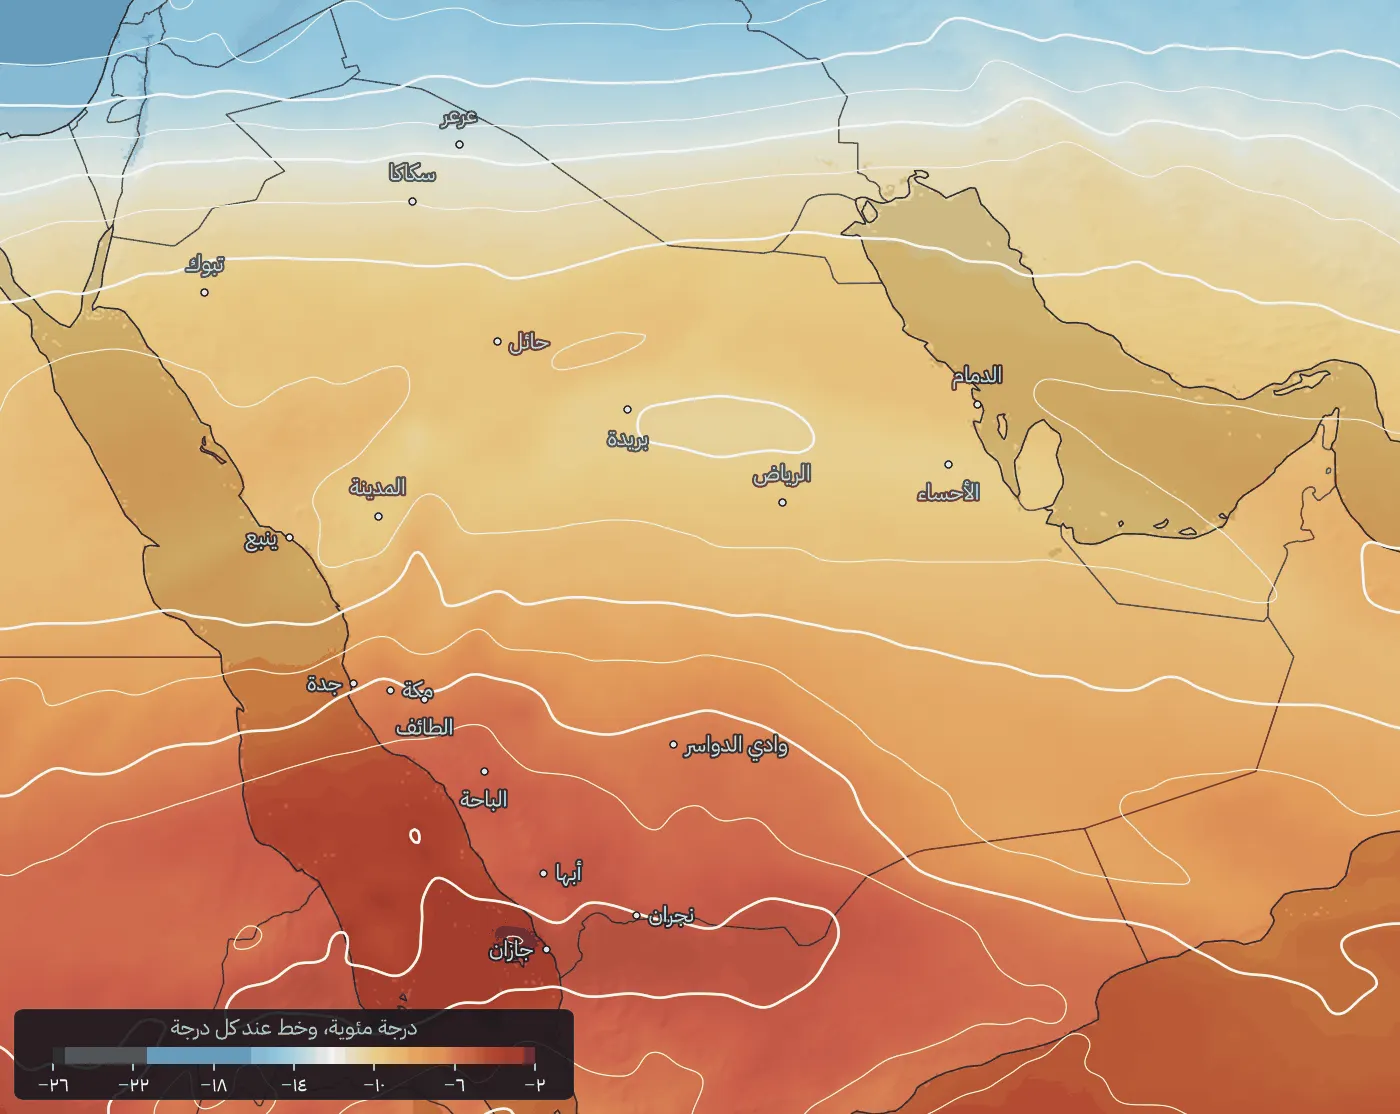 عرعر
سكاكا
تبوك
حائل
الدمام
بريدة
الرياض
الأحساء
المدينة
ينبع
جدة
مكة
الطائف
وادي الدواسر
الباحة
أبها
نجران
جازان
درجة مئوية، وخط عند كل درجة
−٢٦ −٢٢ −١٨ −١٤ −١٠ −٦ −٢